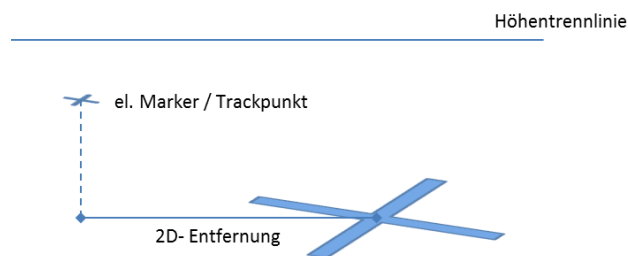 Höhentrennlinie
el. Marker / Trackpunkt
2D- Entfernung